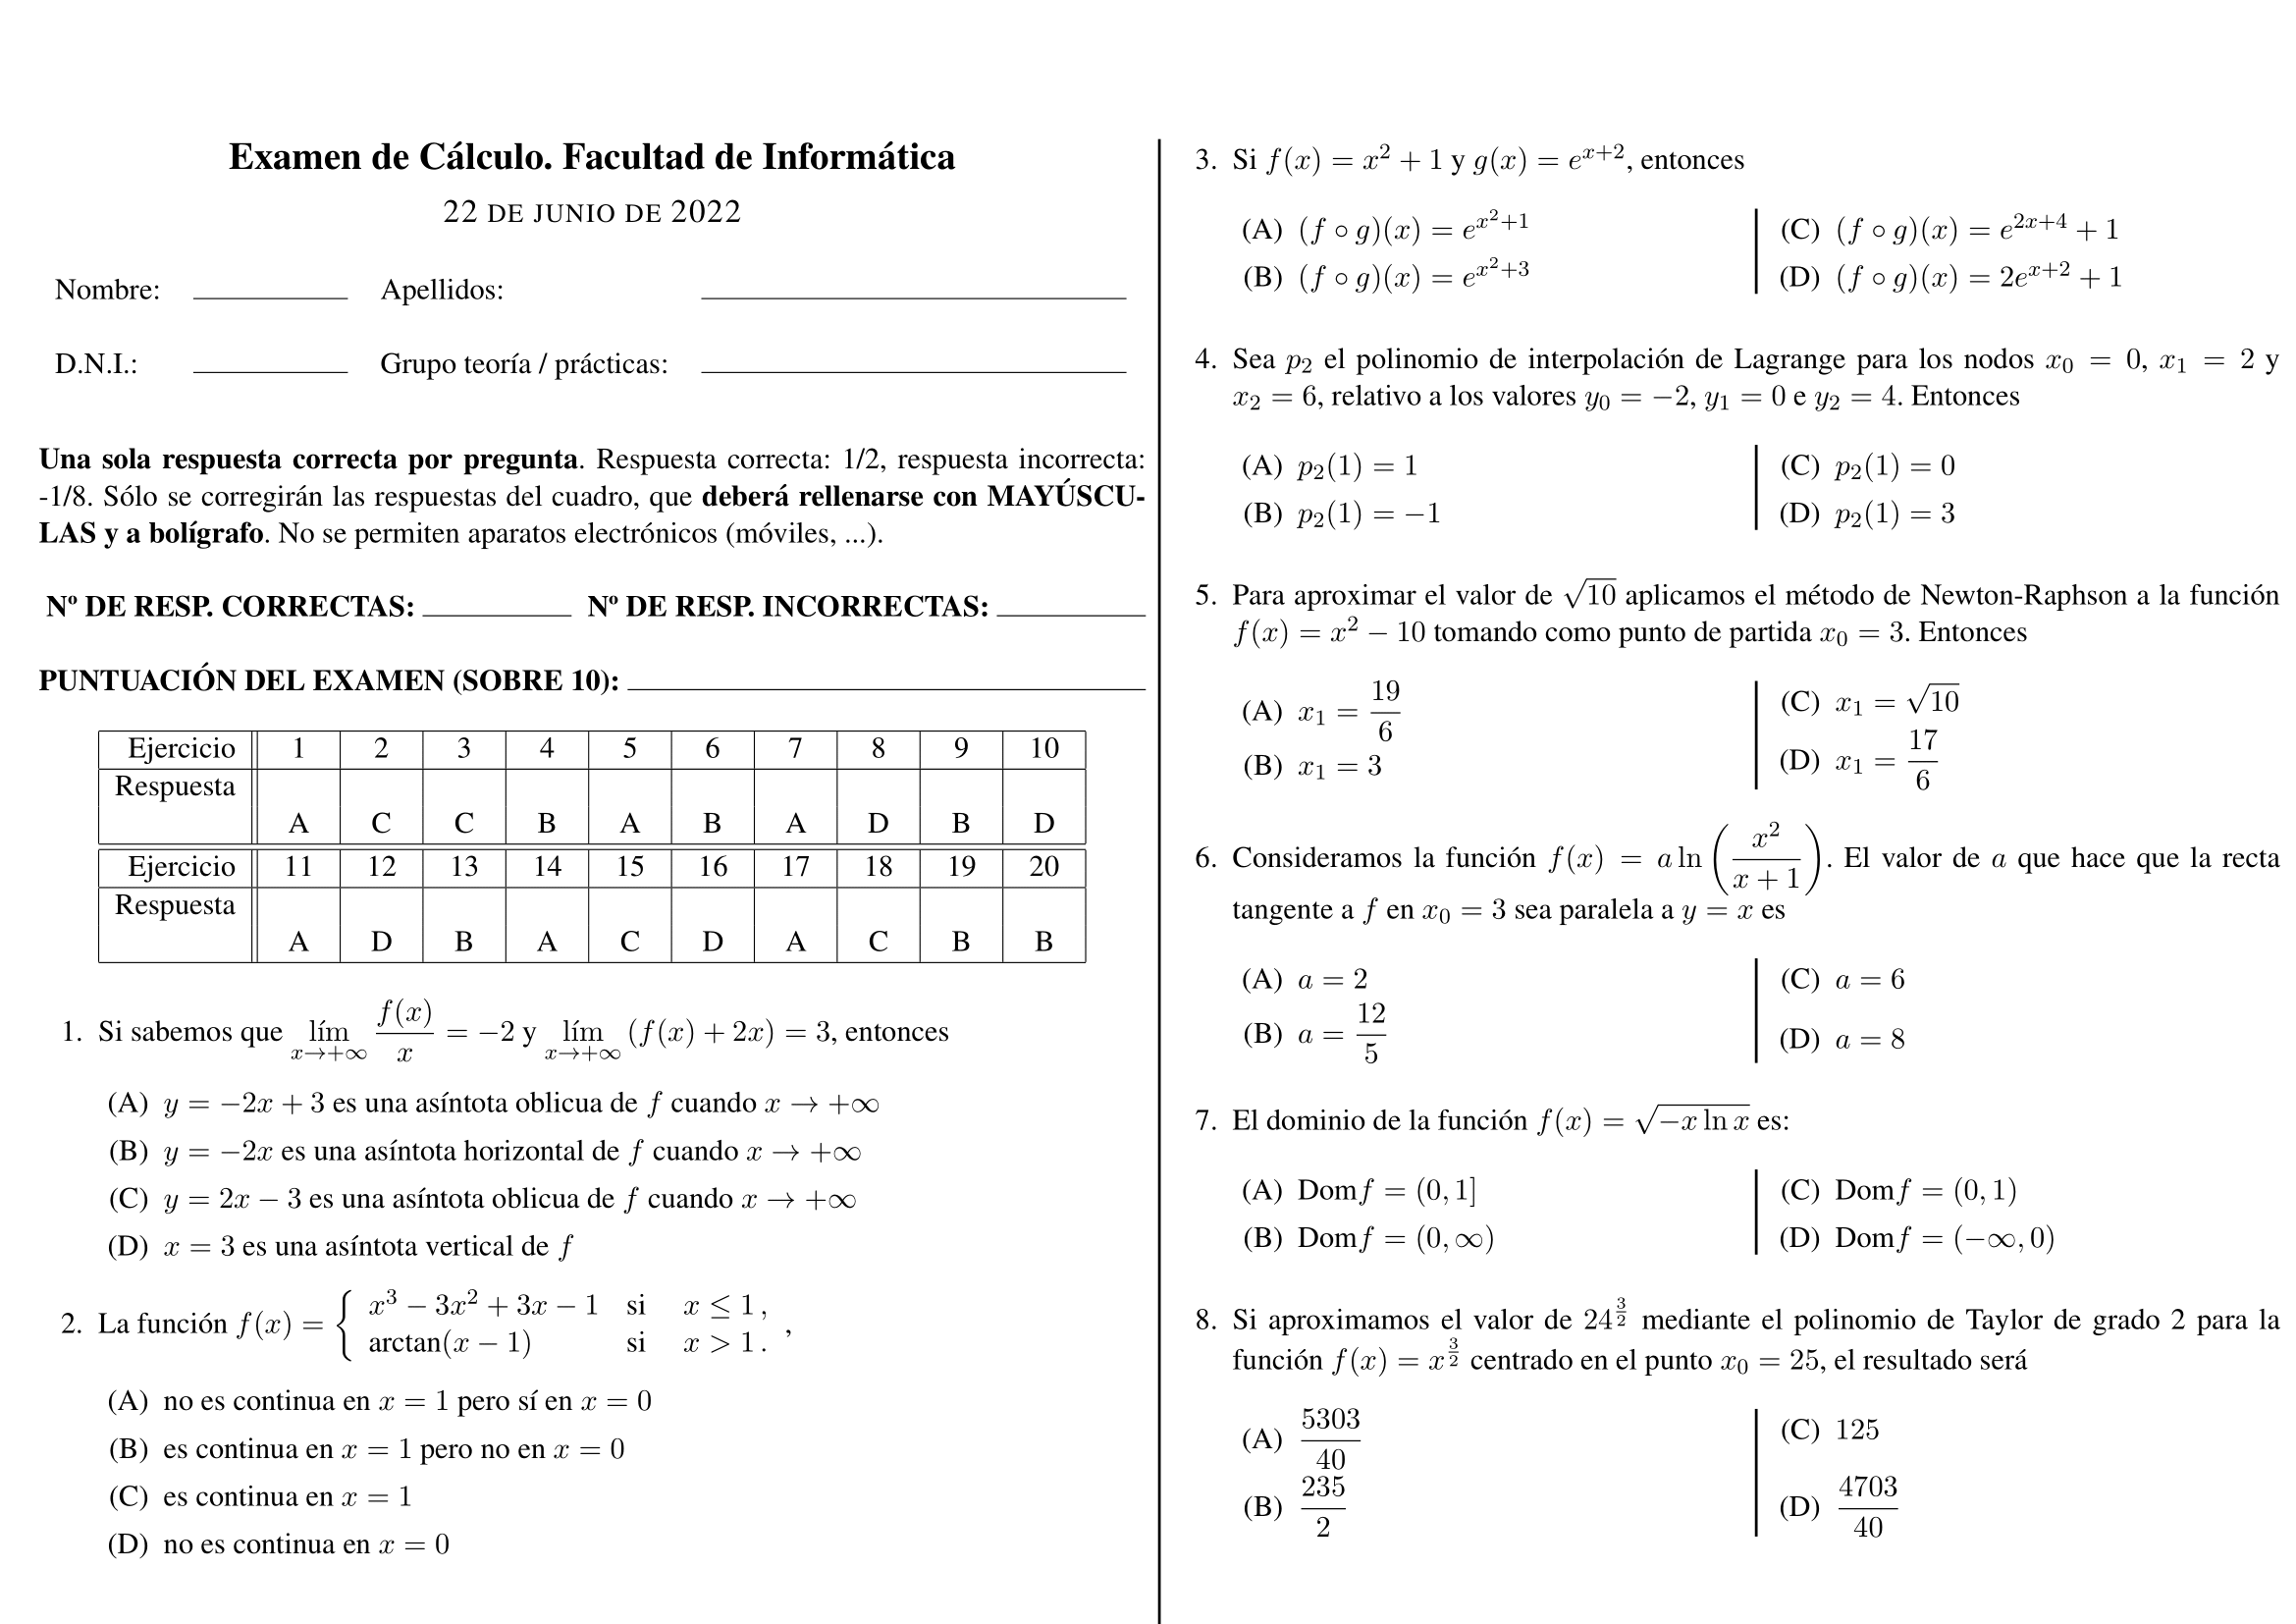 Examen de Cálculo. Facultad de Informática
22 DE JUNIO DE 2022
Nombre: ________ Apellidos: ________
D.N.I.: ________ Grupo teoría / prácticas: ________
Una sola respuesta correcta por pregunta. Respuesta correcta: 1/2, respuesta incorrecta:
-1/8. Sólo se corregirán las respuestas del cuadro, que deberá rellenarse con MAYÚSCU-
LAS y a bolígrafo. No se permiten aparatos electrónicos (móviles, ...).
Nº DE RESP. CORRECTAS: ________ Nº DE RESP. INCORRECTAS: ________
PUNTUACIÓN DEL EXAMEN (SOBRE 10): ________
Ejercicio 1 2 3 4 5 6 7 8 9 10
Respuesta
A C C B A B A D B D
Ejercicio 11 12 13 14 15 16 17 18 19 20
Respuesta
A D B A C D A C B B
1. Si sabemos que $\lim_{x \to +\infty} \frac{f(x)}{x} = -2$ y $\lim_{x \to +\infty} (f(x) + 2x) = 3$, entonces
(A) $y = -2x + 3$ es una asíntota oblicua de $f$ cuando $x \to +\infty$
(B) $y = -2x$ es una asíntota horizontal de $f$ cuando $x \to +\infty$
(C) $y = 2x - 3$ es una asíntota oblicua de $f$ cuando $x \to +\infty$
(D) $x = 3$ es una asíntota vertical de $f$
2. La función $f(x) = \begin{cases} x^3 - 3x^2 + 3x - 1 & \text{si } x \leq 1, \\ \arctan(x - 1) & \text{si } x > 1. \end{cases}$,
(A) no es continua en $x = 1$ pero sí en $x = 0$
(B) es continua en $x = 1$ pero no en $x = 0$
(C) es continua en $x = 1$
(D) no es continua en $x = 0$
3. Si $f(x) = x^2 + 1$ y $g(x) = e^{x+2}$, entonces
(A) $(f \circ g)(x) = e^{x^2+1}$
(B) $(f \circ g)(x) = e^{x^2+3}$
(C) $(f \circ g)(x) = e^{2x+4} + 1$
(D) $(f \circ g)(x) = 2e^{x+2} + 1$
4. Sea $p_2$ el polinomio de interpolación de Lagrange para los nodos $x_0 = 0$, $x_1 = 2$ y
$x_2 = 6$, relativo a los valores $y_0 = -2$, $y_1 = 0$ e $y_2 = 4$. Entonces
(A) $p_2(1) = 1$
(B) $p_2(1) = -1$
(C) $p_2(1) = 0$
(D) $p_2(1) = 3$
5. Para aproximar el valor de $\sqrt{10}$ aplicamos el método de Newton-Raphson a la función
$f(x) = x^2 - 10$ tomando como punto de partida $x_0 = 3$. Entonces
(A) $x_1 = \frac{19}{6}$
(B) $x_1 = 3$
(C) $x_1 = \sqrt{10}$
(D) $x_1 = \frac{17}{6}$
6. Consideramos la función $f(x) = a \ln\left(\frac{x^2}{x+1}\right)$. El valor de $a$ que hace que la recta
tangente a $f$ en $x_0 = 3$ sea paralela a $y = x$ es
(A) $a = 2$
(B) $a = \frac{12}{5}$
(C) $a = 6$
(D) $a = 8$
7. El dominio de la función $f(x) = \sqrt{-x \ln x}$ es:
(A) Dom$f = (0, 1]$
(B) Dom$f = (0, \infty)$
(C) Dom$f = (0, 1)$
(D) Dom$f = (-\infty, 0)$
8. Si aproximamos el valor de $24^{\frac{3}{2}}$ mediante el polinomio de Taylor de grado 2 para la
función $f(x) = x^{\frac{3}{2}}$ centrado en el punto $x_0 = 25$, el resultado será
(A) $\frac{5303}{40}$
(B) $\frac{235}{2}$
(C) 125
(D) $\frac{4703}{40}$